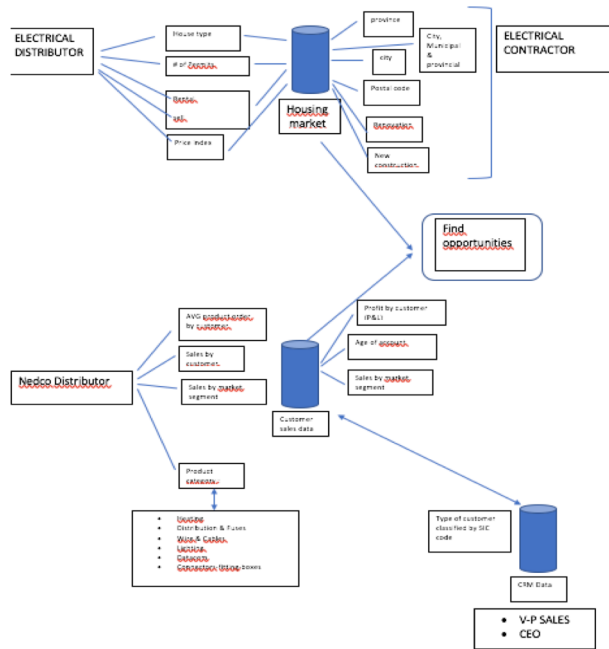 ELECTRICAL
DISTRIBUTOR
House type
# of Permits
Rental
sell
Price index
Housing
market
province
City,
Municipal
&
provincial
city
Postal code
Renovation
New
construction
ELECTRICAL
CONTRACTOR
Find
opportunities
Nedco Distributor
AVG product order
by customer
Sales by
customer
Sales by market
segment
Product
category
Heating
Distribution & Fuses
Wire & Cables
Lighting
Datacom
Connectors-fitting-boxes
Customer
sales data
Profit by customer
(P&L)
Age of account
Sales by market
segment
Type of customer
classified by SIC
code
CRM Data
V-P SALES
CEO